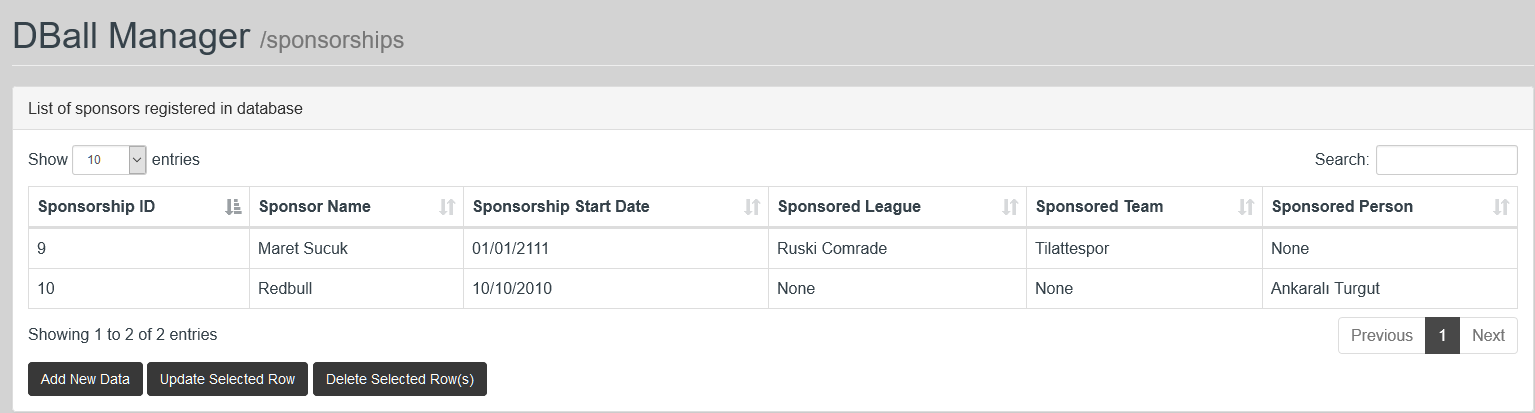 DBall Manager /sponsorships
List of sponsors registered in database
Show 10 entries Search:
Sponsorship ID Sponsor Name Sponsorship Start Date Sponsored League Sponsored Team Sponsored Person
9 Maret Sucuk 01/01/2111 Ruski Comrade Tilattespor None
10 Redbull 10/10/2010 None None Ankaralı Turgut
Showing 1 to 2 of 2 entries Previous 1 Next
Add New Data Update Selected Row Delete Selected Row(s)